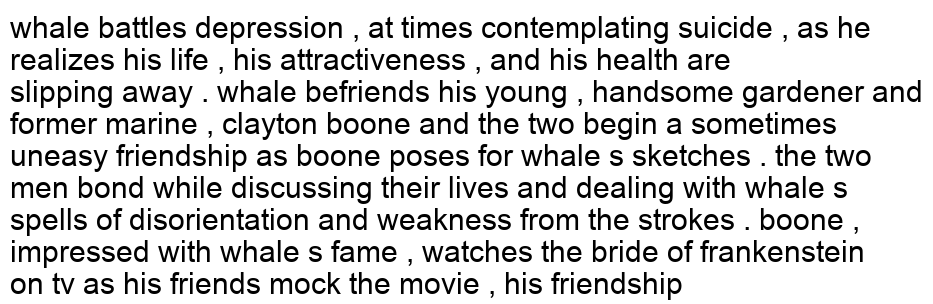 whale battles depression , at times contemplating suicide , as he
realizes his life , his attractiveness , and his health are
slipping away . whale befriends his young , handsome gardener and
former marine , clayton boone and the two begin a sometimes
uneasy friendship as boone poses for whale s sketches . the two
men bond while discussing their lives and dealing with whale s
spells of disorientation and weakness from the strokes . boone ,
impressed with whale s fame , watches the bride of frankenstein
on tv as his friends mock the movie , his friendship